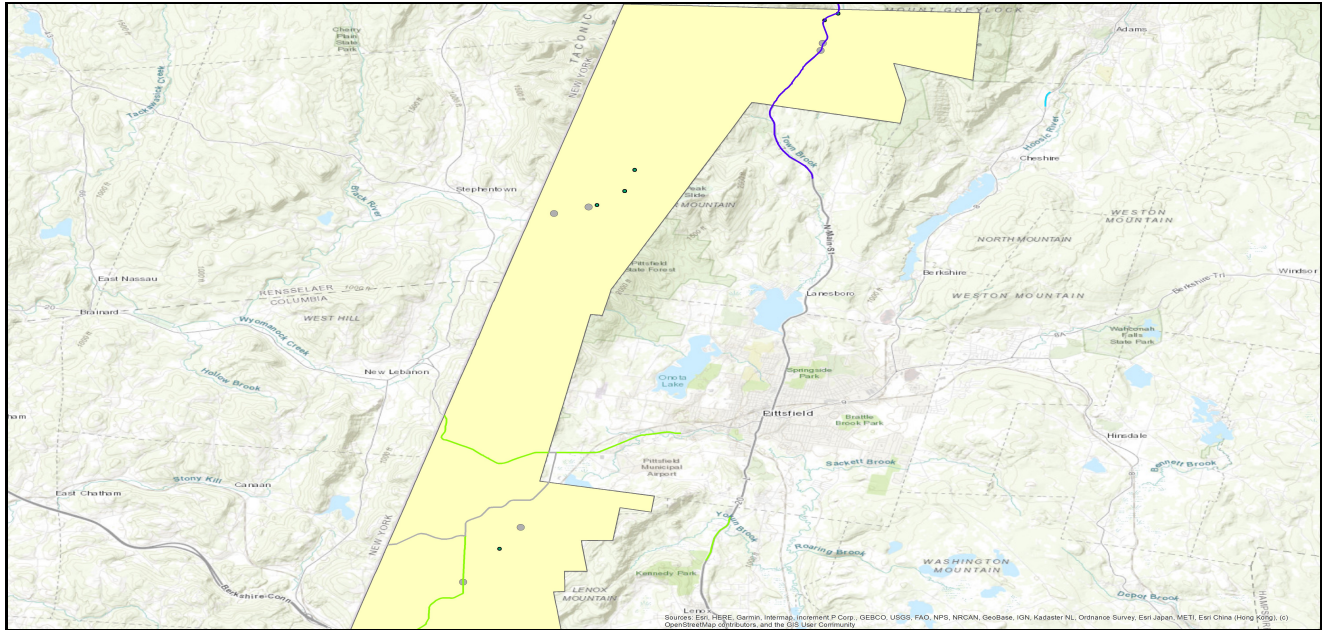 MOUNT GREYLOCK
Adams
Cherry
Plain
State
Park
TACONIC
NEW YORK
Tackawasick Creek
Town Brook
Hoosic River
Cheshire
Stephentown
Black River
Peak
Slide
MOUNTAIN
WESTON
MOUNTAIN
N Main St
NORTH MOUNTAIN
Pittsfield
State Forest
East Nassau
Berkshire
Windsor
Berkshire Trl
RENSSELAER
COLUMBIA
Lanesboro
WESTON MOUNTAIN
20
Brainard
WEST HILL
Wyomanock Creek
8A
Wahconah
Falls
State Park
New Lebanon
Hollow Brook
Onota
Lake
Springside
Park
Pittsfield
Brattle
Brook Park
ham
Hinsdale
Pittsfield
Municipal
Airport
Sackett Brook
Bennett Brook
Stony Kill
Canaan
East Chatham
20
Yokun Brook
NEW YORK
Roaring Brook
WASHINGTON
MOUNTAIN
Kennedy Park
LENOX
MOUNTAIN
Berkshire Conn
Depot Brook
HAMPSHIRE
Leno
Sources: Esri, HERE, Garmin, Intermap, increment P Corp., GEBCO, USGS, FAO, NPS, NRCAN, GeoBase, IGN, Kadaster NL, Ordnance Survey, Esri Japan, METI, Esri China (Hong Kong), (c)
OpenStreetMap contributors, and the GIS User Community